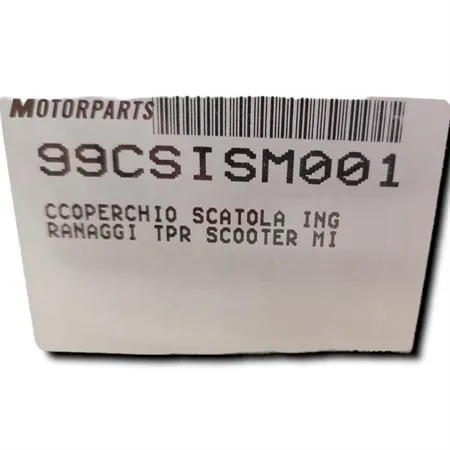 MOTORPARTS
99CSISM001
CCOPERCHIO SCATOLA ING
RANAGGI TPR SCOOTER MI